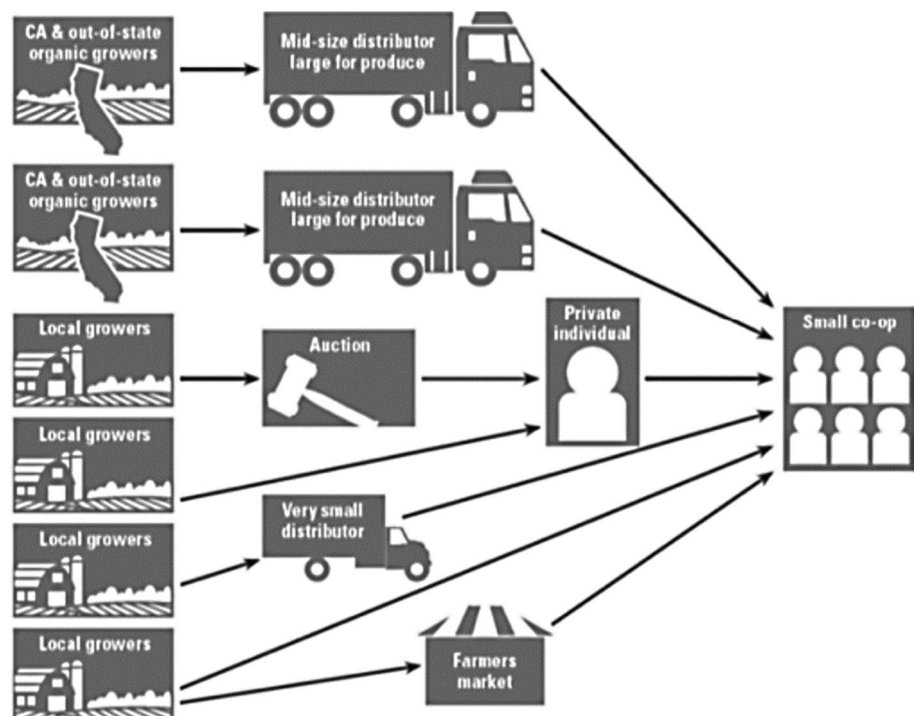 CA & out-of-state
organic growers
Mid-size distributor
large for produce
CA & out-of-state
organic growers
Mid-size distributor
large for produce
Local growers
Auction
Private
individual
Small co-op
Local growers
Local growers
Very small
distributor
Local growers
Farmers
market